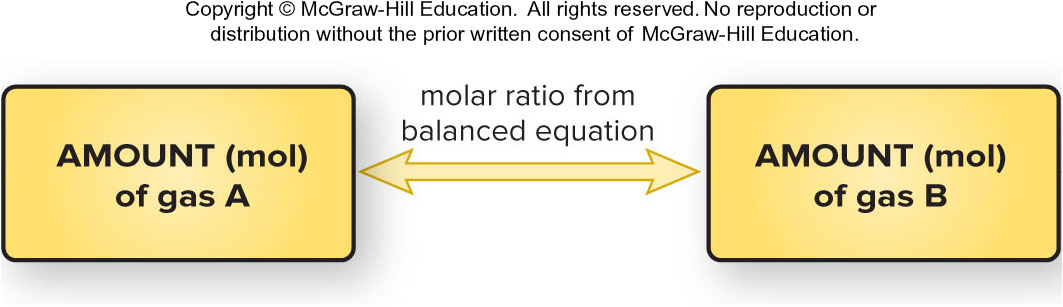 Copyright © McGraw-Hill Education. All rights reserved. No reproduction or
distribution without the prior written consent of McGraw-Hill Education.
molar ratio from
balanced equation
AMOUNT (mol)
of gas A
AMOUNT (mol)
of gas B